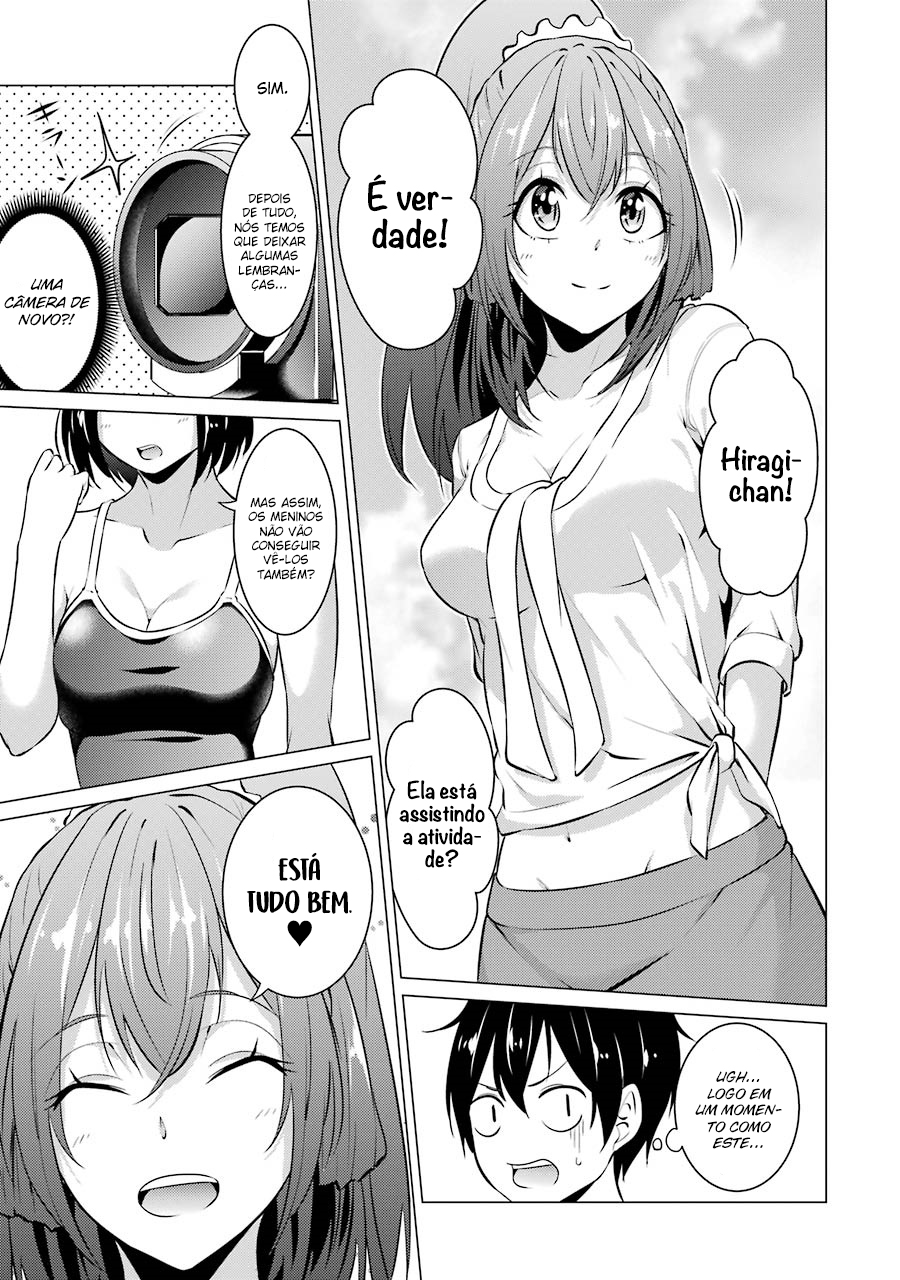 É ver-
dade!
Hiragi-
chan!
Ela está
assistindo
a ativida-
de?
UGH...
LOGO EM
UM MOMEN-
TO COMO
ESTE...
SIM.
DEPOIS
DE TUDO,
NÓS TEMOS
QUE DEIXAR
ALGUMAS
LEMBRAN-
ÇAS...
UMA
CÂMERA DE
NOVO?!
MAS ASSIM,
OS MENINOS
NÃO VÃO
CONSEGUIR
VÊ-LOS
TAMBÉM?
ESTÁ
TUDO BEM.
♥